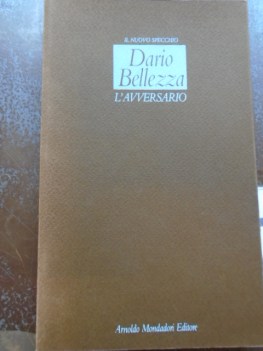 IL NUOVO SPECCHIO
Dario
Bellezza
L'AVVERSARIO
Arnoldo Mondadori Editore